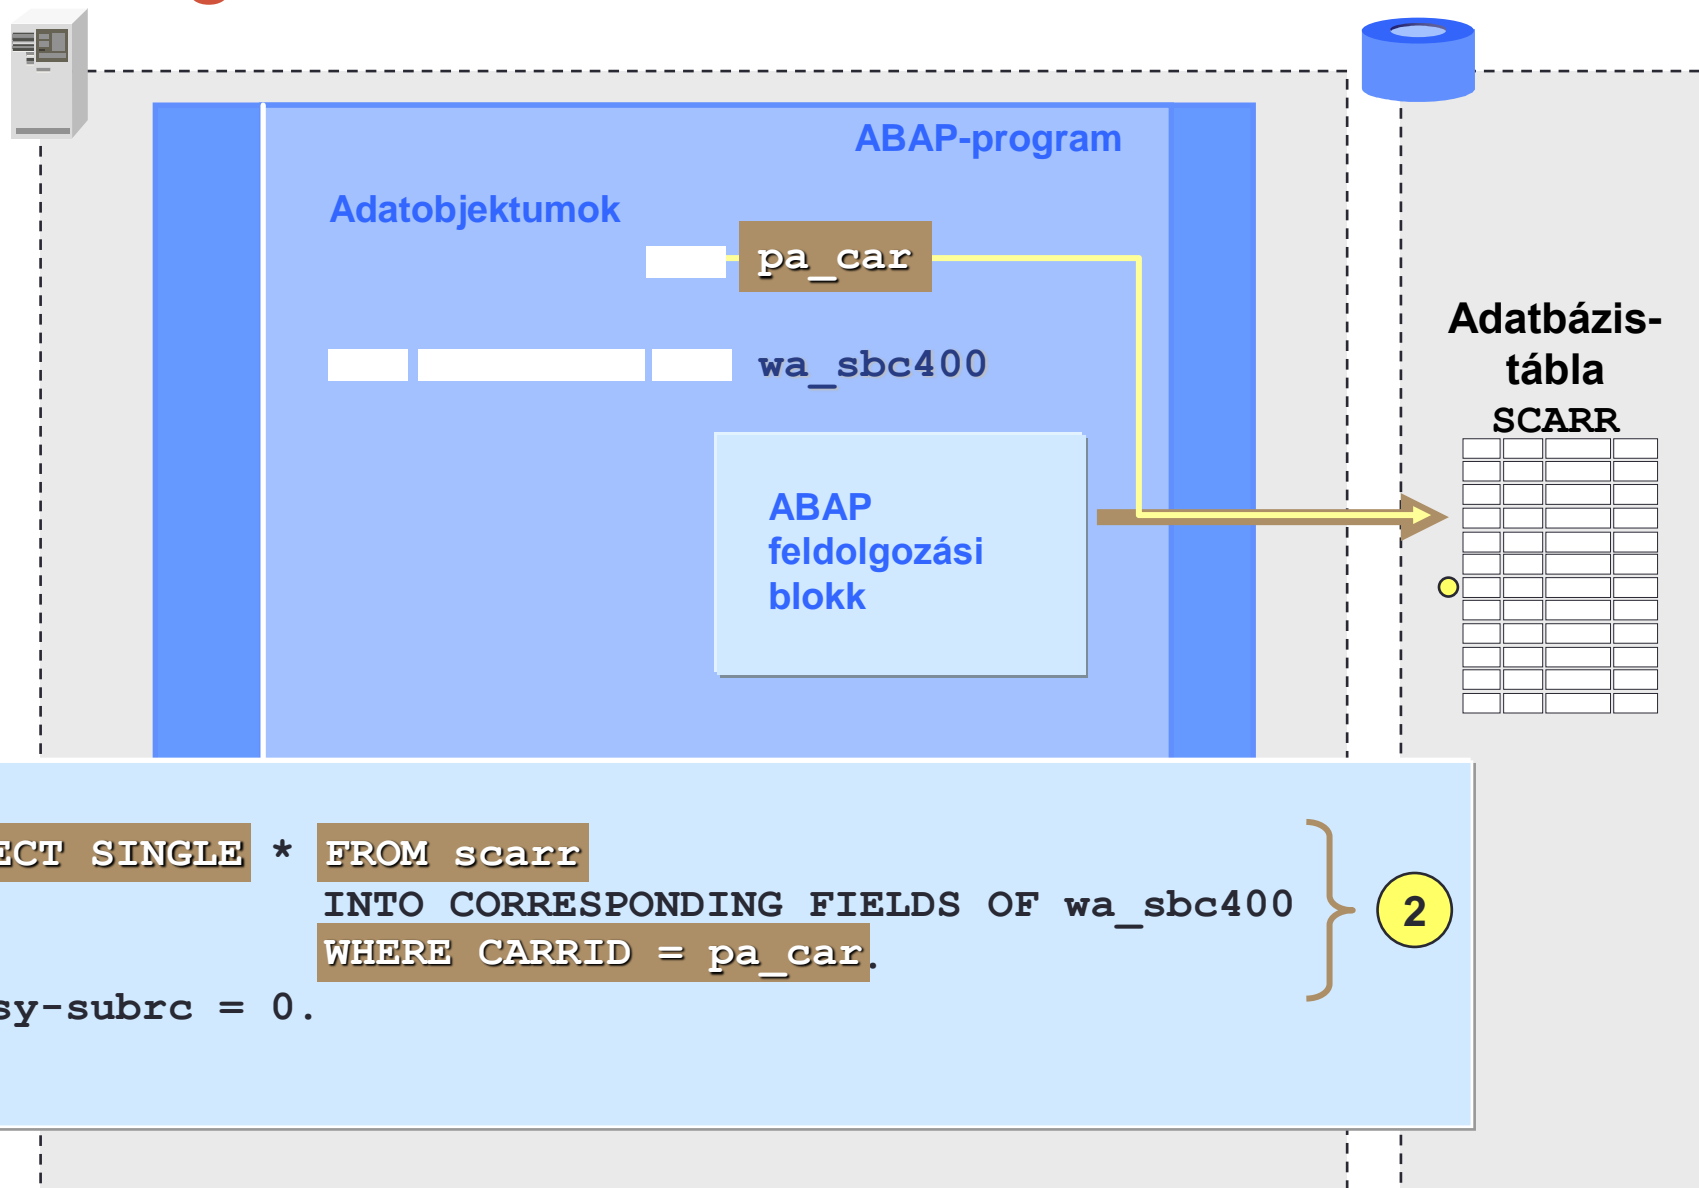 ABAP-program
Adatobjektumok
pa_car
wa_sbc400
ABAP
feldolgozási
blokk
Adatbázis-
tábla
SCARR
ECT SINGLE * FROM scarr
INTO CORRESPONDING FIELDS OF wa_sbc400
WHERE CARRID = pa_car.
sy-subrc = 0.
2